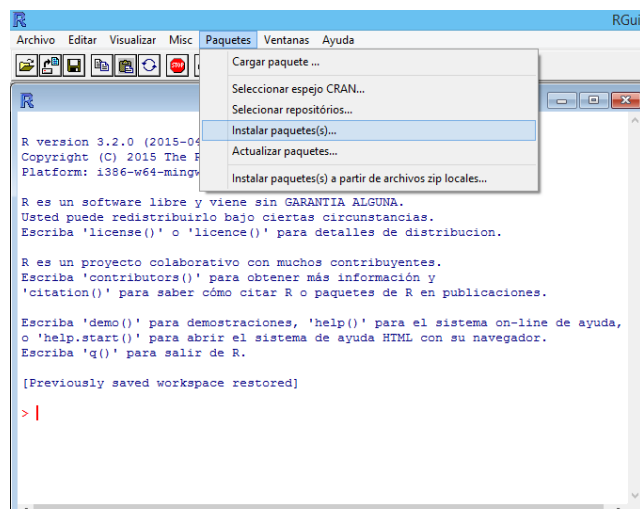 RGui
Archivo Editar Visualizar Misc Paquetes Ventanas Ayuda
STOP
Cargar paquete ...
Seleccionar espejo CRAN...
Selecionar repositórios...
Instalar paquetes(s)...
Actualizar paquetes...
Instalar paquetes(s) a partir de archivos zip locales...
R version 3.2.0 (2015-04
Copyright (C) 2015 The
Platform: i386-w64-mingw
R es un software libre y viene sin GARANTIA ALGUNA.
Usted puede redistribuirlo bajo ciertas circunstancias.
Escriba 'license()' o 'licence()' para detalles de distribucion.
R es un proyecto colaborativo con muchos contribuyentes.
Escriba 'contributors()' para obtener más información y
'citation()' para saber cómo citar R o paquetes de R en publicaciones.
Escriba 'demo()' para demostraciones, 'help()' para el sistema on-line de ayuda,
o 'help.start()' para abrir el sistema de ayuda HTML con su navegador.
Escriba 'q()' para salir de R.
[Previously saved workspace restored]
>